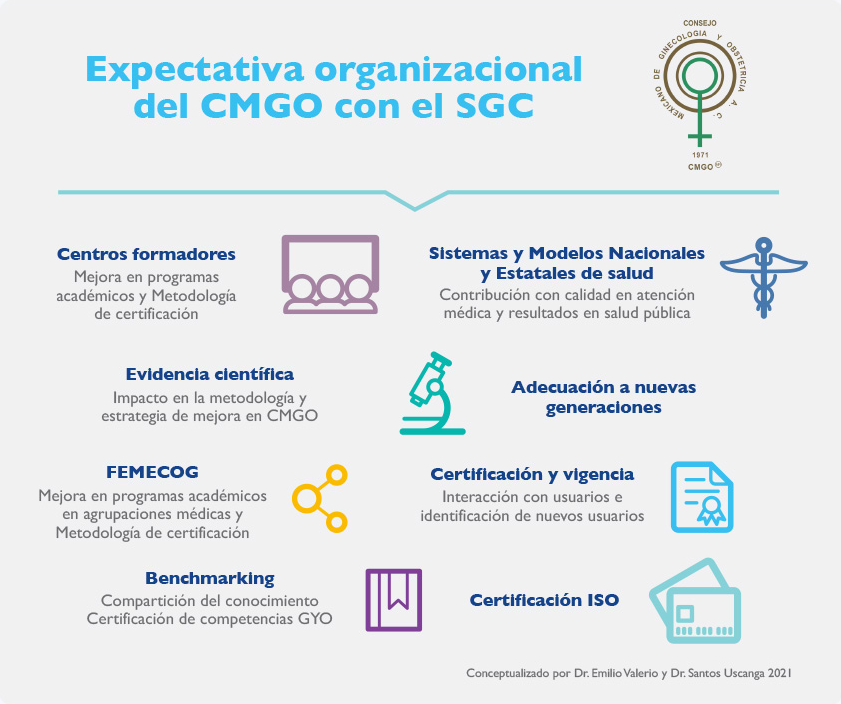 Expectativa organizacional
del CMGO con el SGC
CONSEJO
MEXICANO DE GINECOLOGIA Y OBSTETRICIA A. C.
1971
CMGO
Centros formadores
Mejora en programas
académicos y Metodología
de certificación
Sistemas y Modelos Nacionales
y Estatales de salud
Contribución con calidad en atención
médica y resultados en salud pública
Evidencia científica
Impacto en la metodología y
estrategia de mejora en CMGO
Adecuación a nuevas
generaciones
FEMECOG
Mejora en programas académicos
en agrupaciones médicas y
Metodología de certificación
Certificación y vigencia
Interacción con usuarios e
identificación de nuevos usuarios
Benchmarking
Compartición del conocimiento
Certificación de competencias GYO
Certificación ISO
Conceptualizado por Dr. Emilio Valerio y Dr. Santos Uscanga 2021